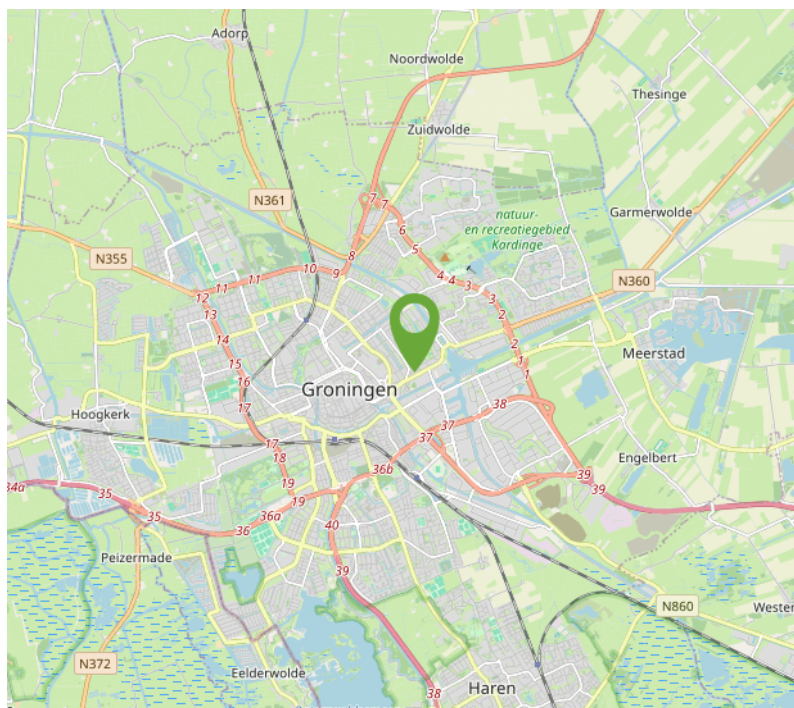 Adorp
Noordwolde
Thesinge
Zuidwolde
N361
7
7
natuur-
en recreatiegebied
Kardinge
Garmerwolde
6
5
8
N355
10
9
11
11
4
4
3
N360
12
3
13
2
14
2
Meerstad
15
1
16
1
Groningen
17
38
Hoogkerk
37
17
18
36b
Engelbert
34a
35
19
19
39
39
35
36a
36
40
Peizermade
39
N860
Wester
N372
Eelderwolde
Haren
38